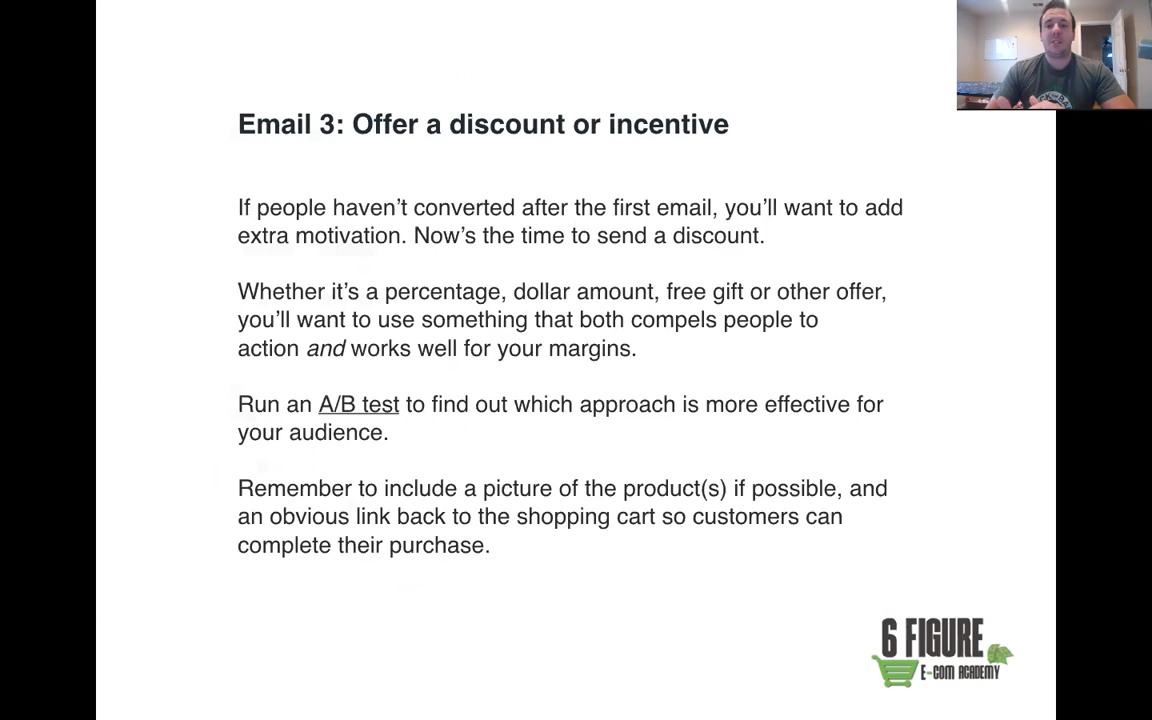 Email 3: Offer a discount or incentive
If people haven’t converted after the first email, you’ll want to add
extra motivation. Now’s the time to send a discount.
Whether it’s a percentage, dollar amount, free gift or other offer,
you’ll want to use something that both compels people to
action and works well for your margins.
Run an A/B test to find out which approach is more effective for
your audience.
Remember to include a picture of the product(s) if possible, and
an obvious link back to the shopping cart so customers can
complete their purchase.
6 FIGURE
E-COM ACADEMY